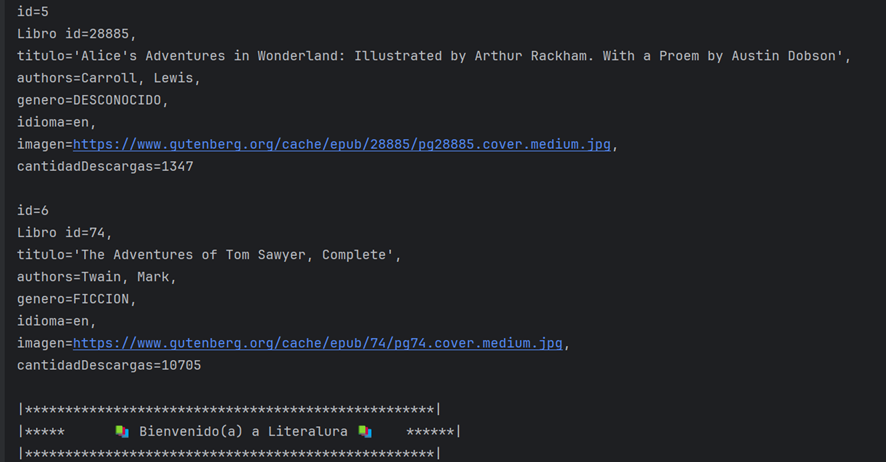 id=5
Libro id=28885,
titulo='Alice's Adventures in Wonderland: Illustrated by Arthur Rackham. With a Proem by Austin Dobson',
authors=Carroll, Lewis,
genero=DESCONOCIDO,
idioma=en,
imagen=https://www.gutenberg.org/cache/epub/28885/pg28885.cover.medium.jpg,
cantidadDescargas=1347
id=6
Libro id=74,
titulo='The Adventures of Tom Sawyer, Complete',
authors=Twain, Mark,
genero=FICCION,
idioma=en,
imagen=https://www.gutenberg.org/cache/epub/74/pg74.cover.medium.jpg,
cantidadDescargas=10705
|***************************************************|
|***** 📚 Bienvenido(a) a Literalura 📚 ******|
|***************************************************|